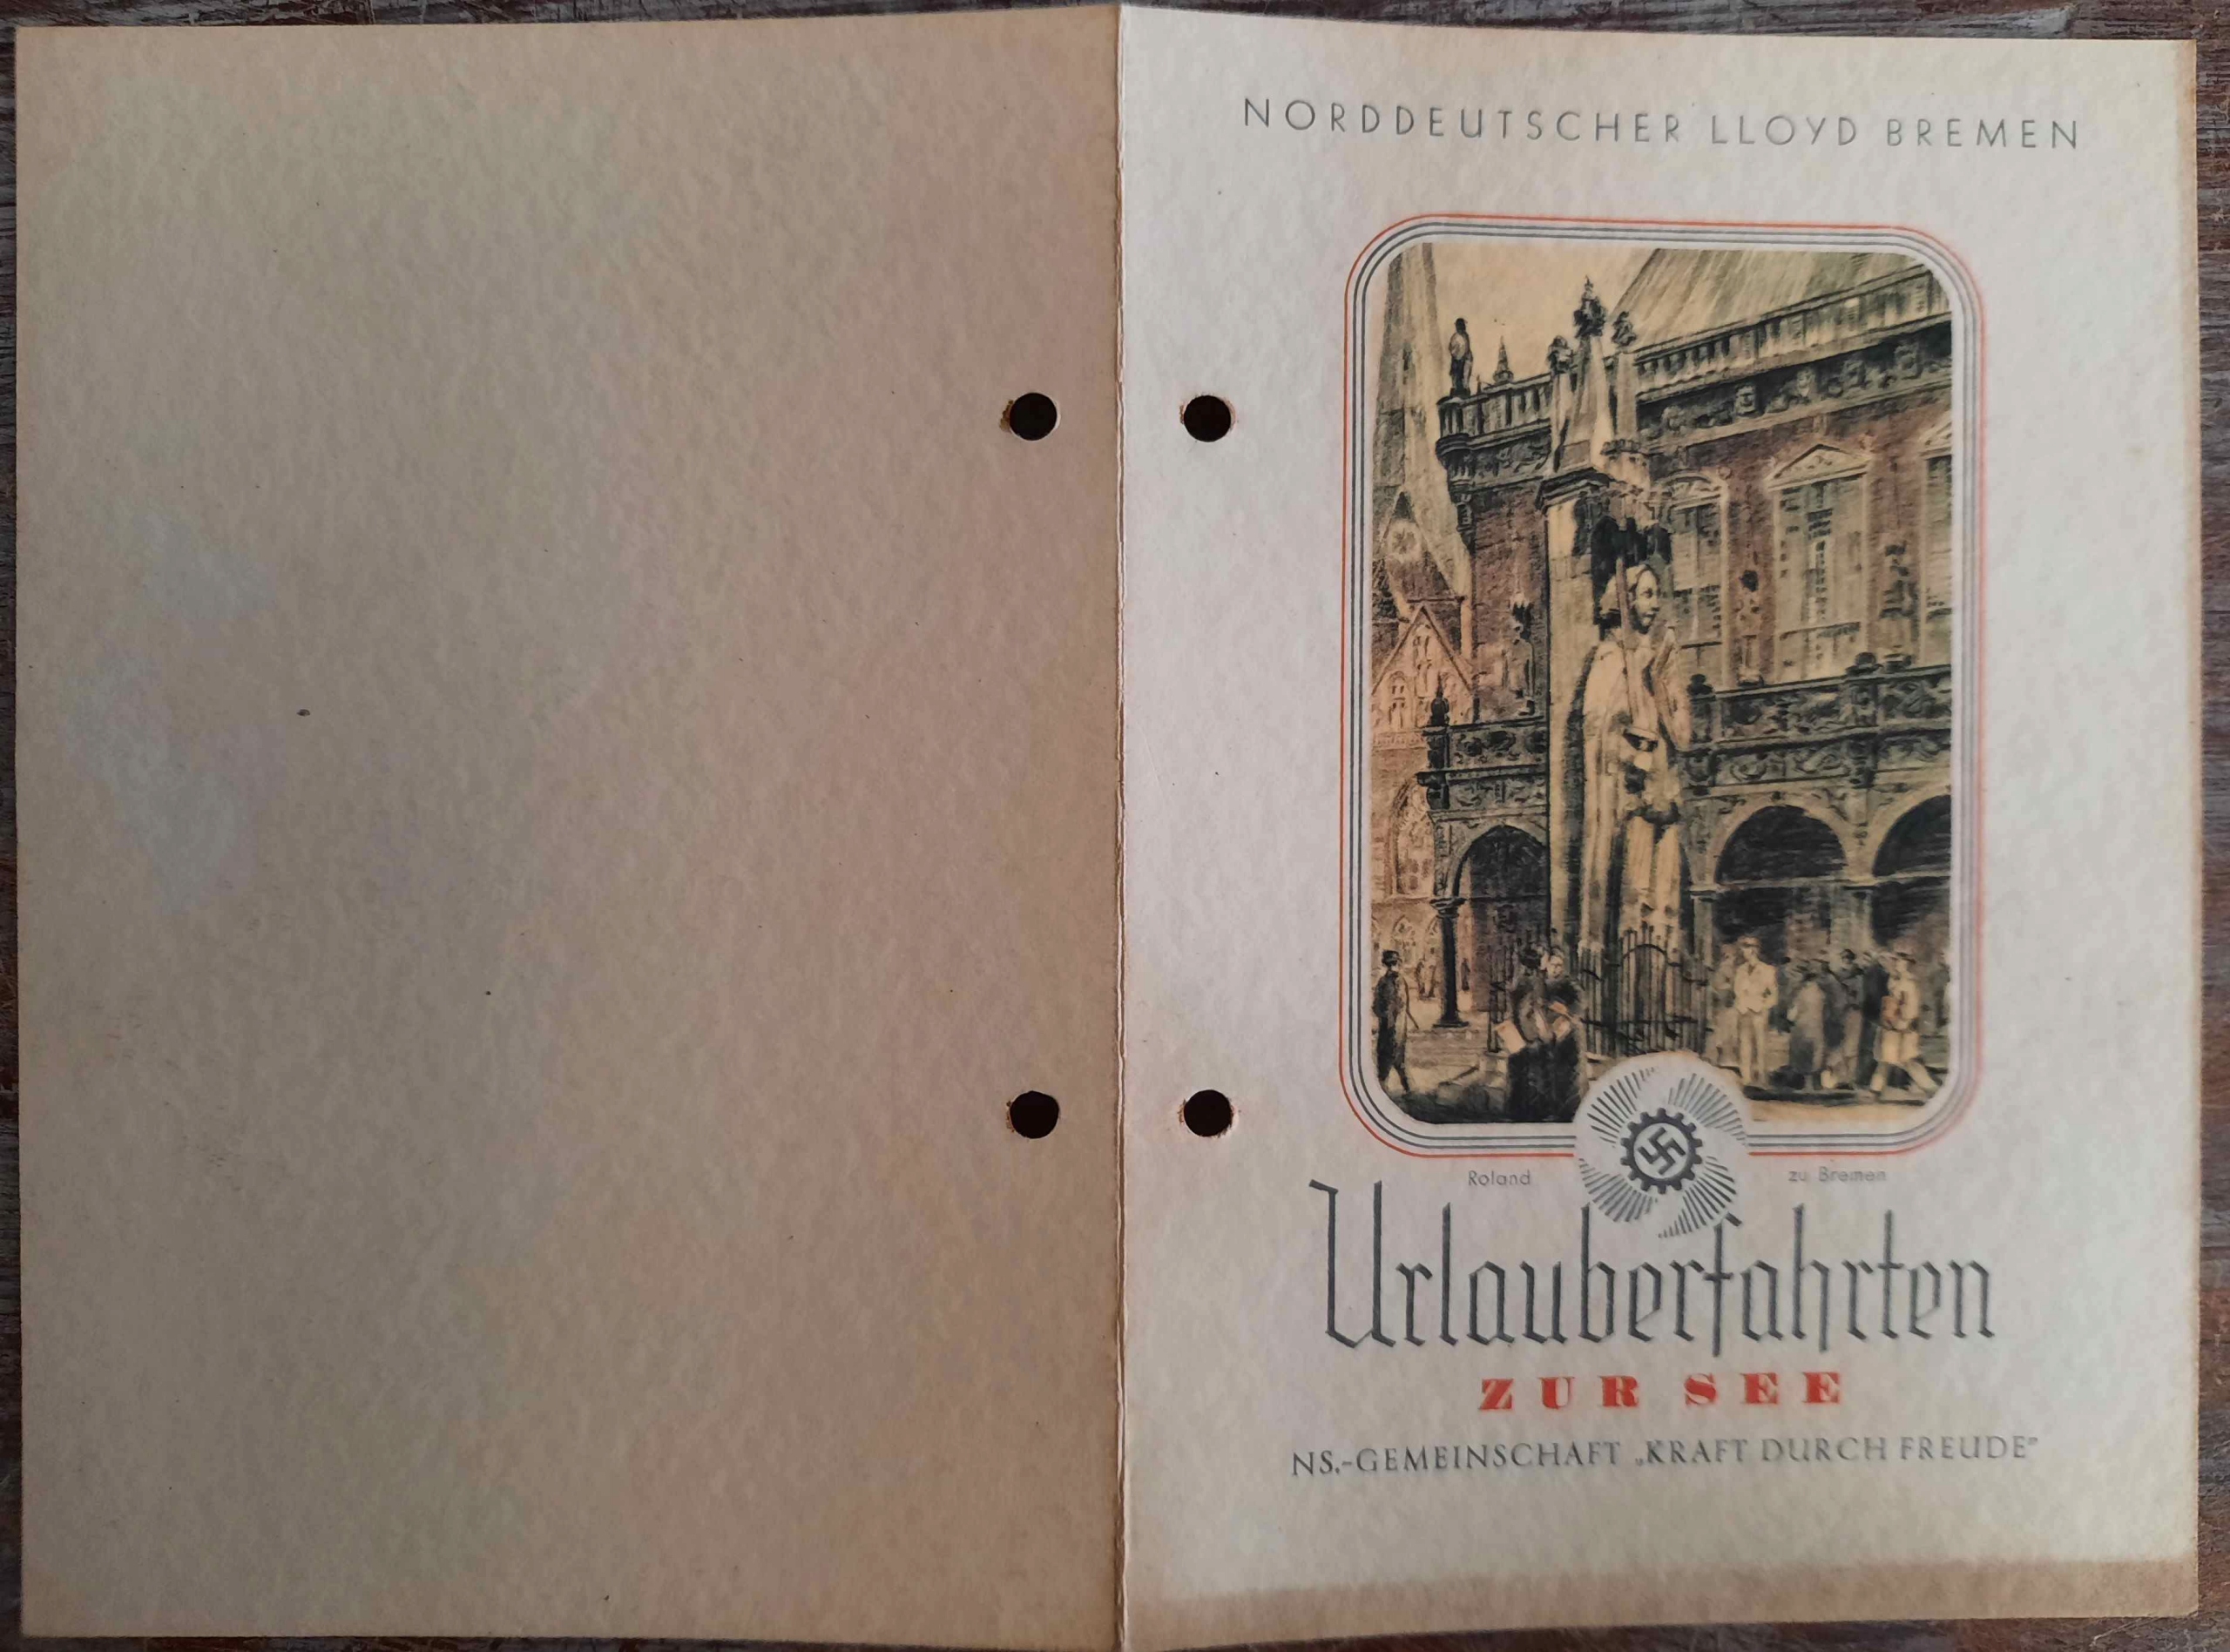 NORDDEUTSCHER LLOYD BREMEN
Roland zu Bremen
Urlauberfahrten
ZUR SEE
NS.-GEMEINSCHAFT „KRAFT DURCH FREUDE"